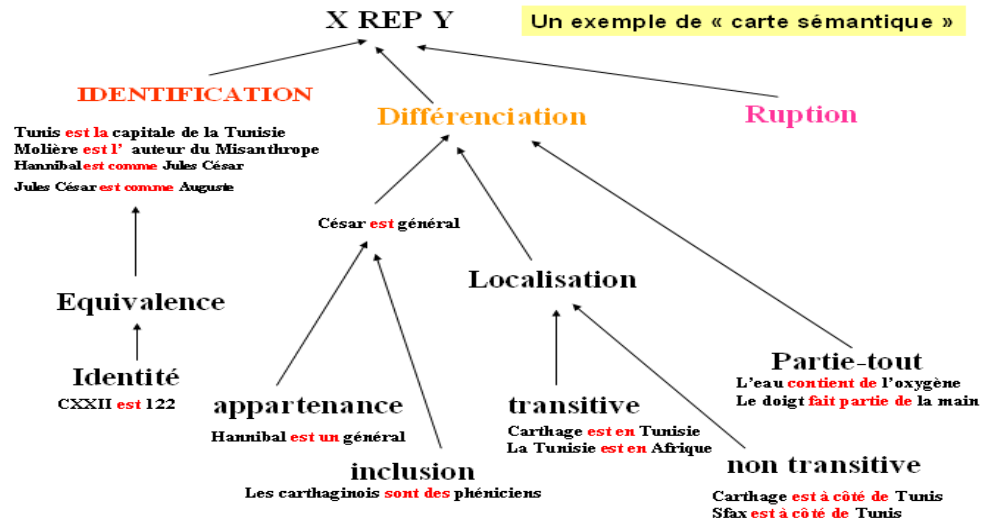 X REP Y
Un exemple de « carte sémantique »
IDENTIFICATION
Différenciation
Ruption
Tunis est la capitale de la Tunisie
Molière est l' auteur du Misanthrope
Hannibal est comme Jules César
Jules César est comme Auguste
César est général
Localisation
Equivalence
Identité
CXXII est 122
appartenance
Hannibal est un général
inclusion
Les carthaginois sont des phéniciens
transitive
Carthage est en Tunisie
La Tunisie est en Afrique
Partie-tout
L'eau contient de l'oxygène
Le doigt fait partie de la main
non transitive
Carthage est à côté de Tunis
Sfax est à côté de Tunis